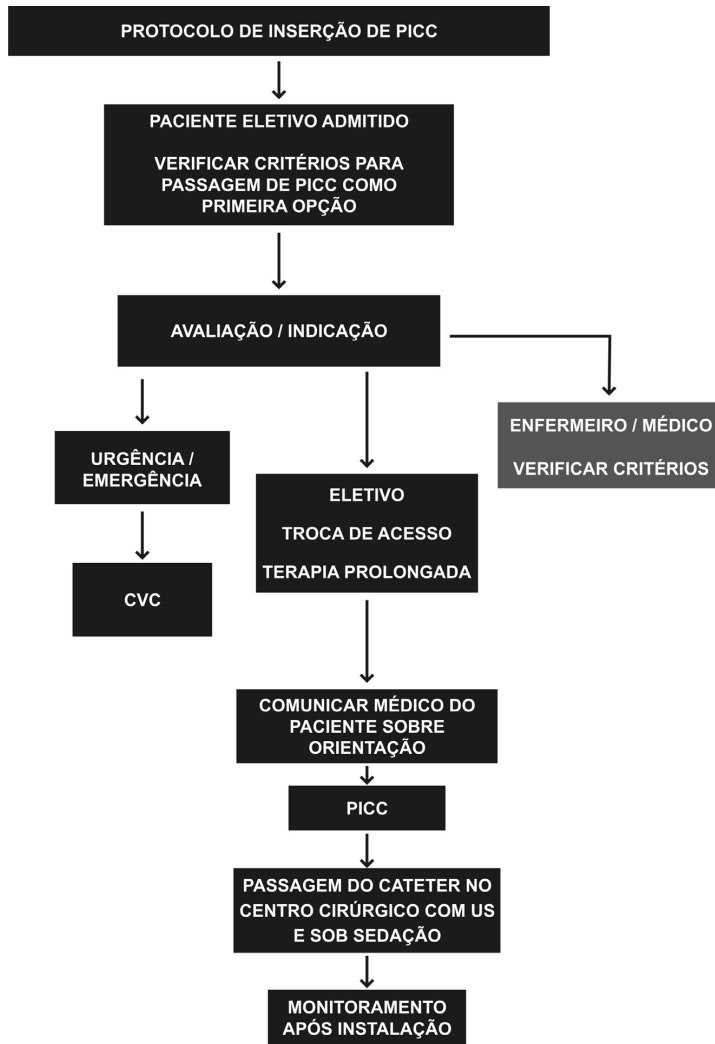 PROTOCOLO DE INSERÇÃO DE PICC
PACIENTE ELETIVO ADMITIDO
VERIFICAR CRITÉRIOS PARA
PASSAGEM DE PICC COMO
PRIMEIRA OPÇÃO
AVALIAÇÃO / INDICAÇÃO
URGÊNCIA /
EMERGÊNCIA
CVC
ELETIVO
TROCA DE ACESSO
TERAPIA PROLONGADA
ENFERMEIRO / MÉDICO
VERIFICAR CRITÉRIOS
COMUNICAR MÉDICO DO
PACIENTE SOBRE
ORIENTAÇÃO
PICC
PASSAGEM DO CATETER NO
CENTRO CIRÚRGICO COM US
E SOB SEDAÇÃO
MONITORAMENTO
APÓS INSTALAÇÃO